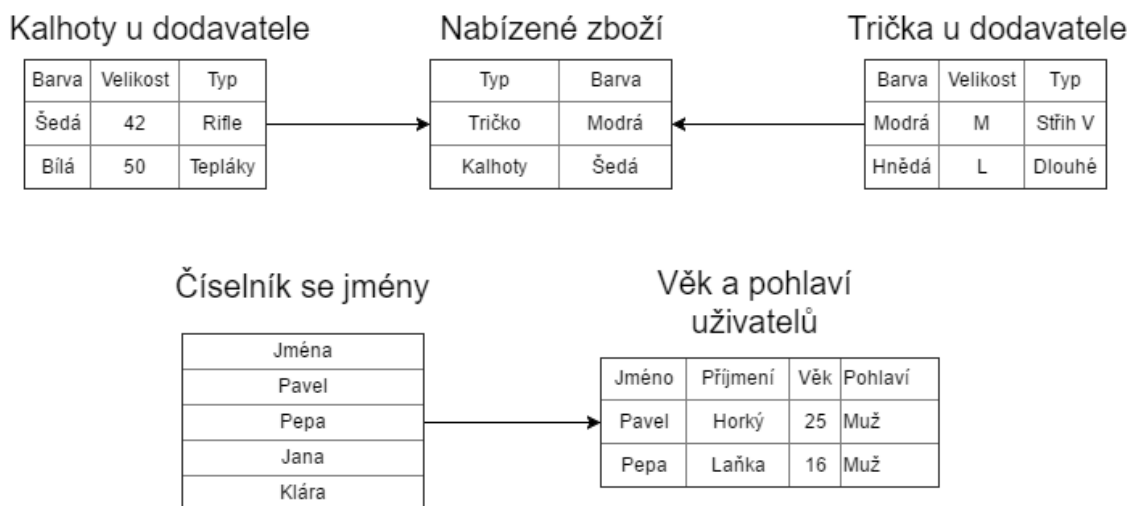 Kalhoty u dodavatele
Barva Velikost Typ
Šedá 42 Rifle
Bílá 50 Tepláky
Nabízené zboží
Typ Barva
Tričko Modrá
Kalhoty Šedá
Trička u dodavatele
Barva Velikost Typ
Modrá M Střih V
Hnědá L Dlouhé
Číselník se jmény
Jména
Pavel
Pepa
Jana
Klára
Věk a pohlaví
uživatelů
Jméno Příjmení Věk Pohlaví
Pavel Horký 25 Muž
Pepa Laňka 16 Muž